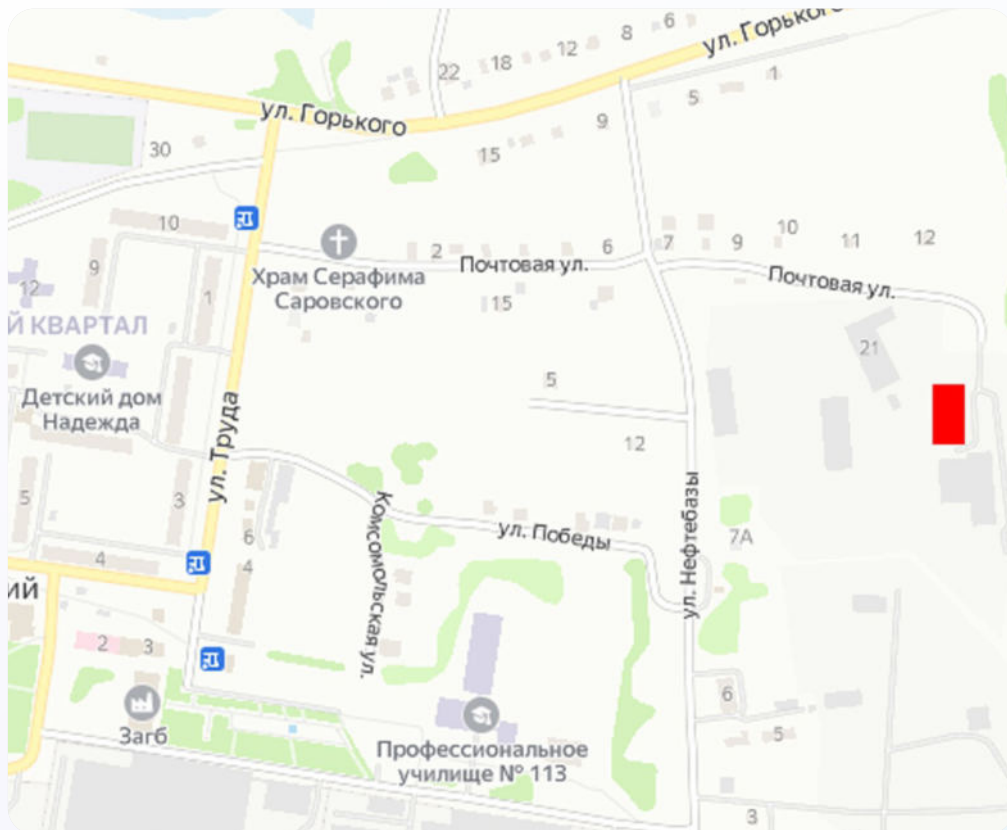 ул. Горького
6
8
12
18
22
1
5
ул. Горького
9
15
30
10
Храм Серафима
Саровского
2
Почтовая ул.
6
7
9
10
11
12
Почтовая ул.
9
12
1
15
Й КВАРТАЛ
21
Детский дом
Надежда
5
12
ул. Труда
5
3
Комсомольская ул.
ул. Победы
ул. Нефтебазы
7А
6
4
4
ий
2
3
Загб
6
5
Профессиональное
училище № 113
3